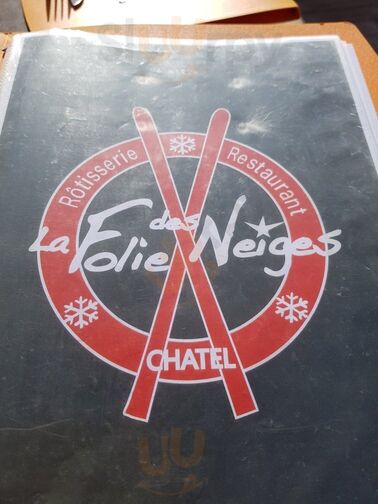 Rôtisserie Restaurant
La Folie des Neiges
CHATEL